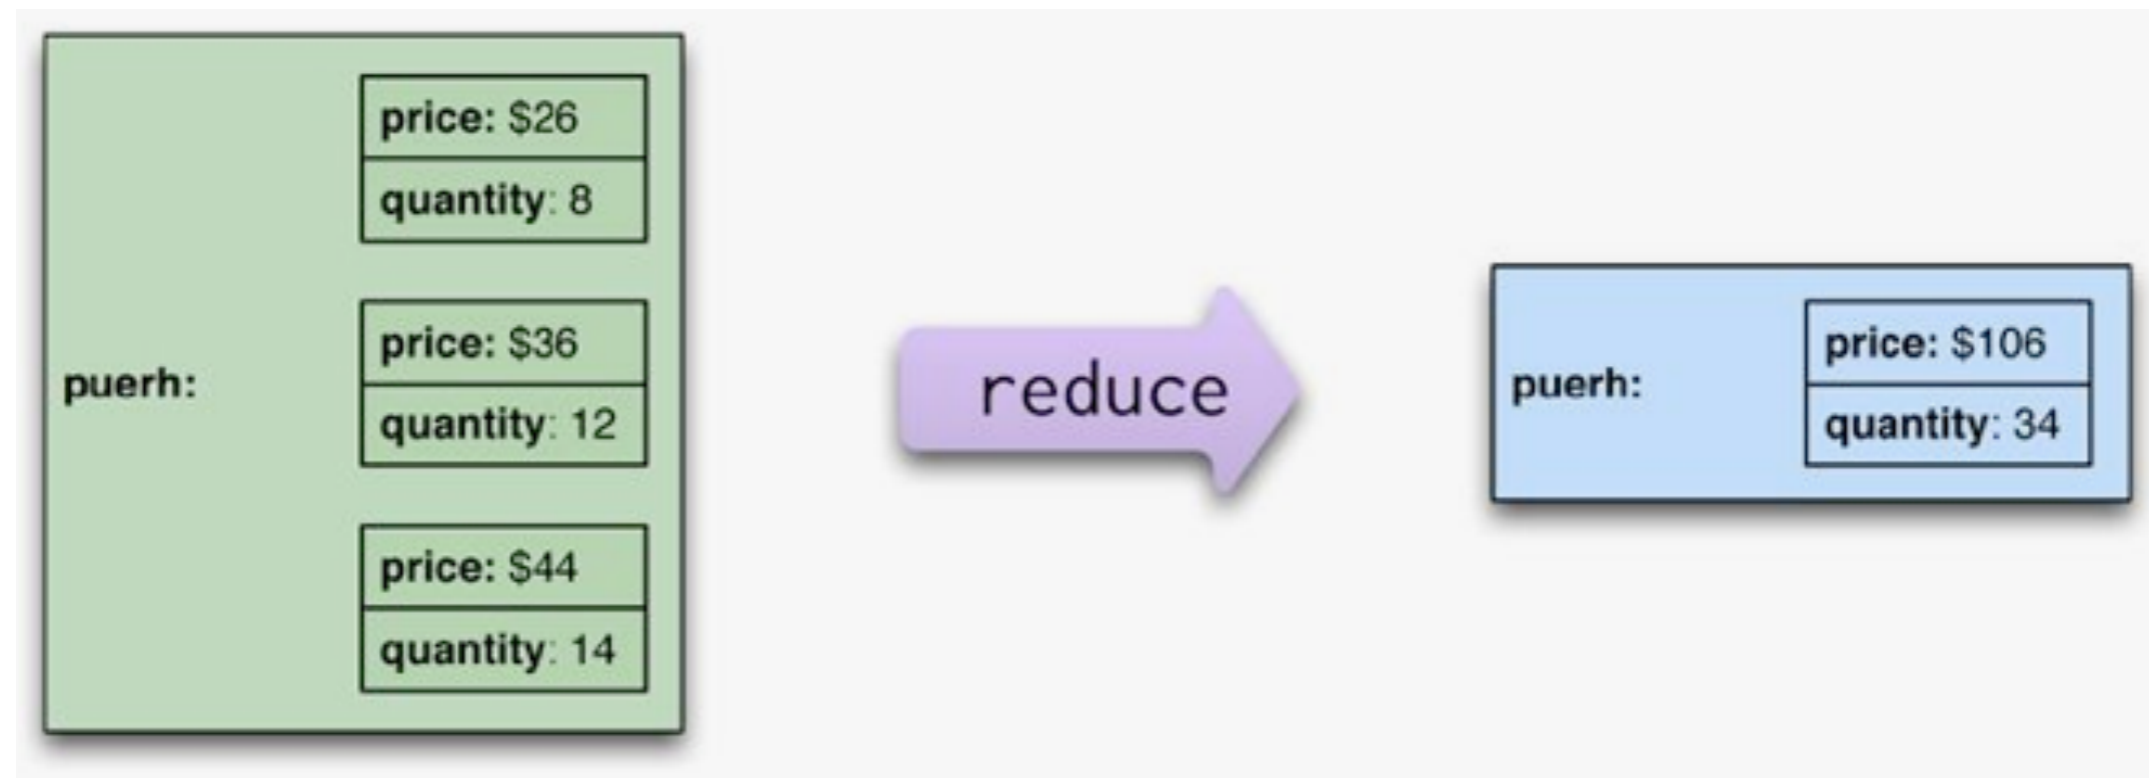 price: $26
quantity: 8
puerh:
price: $36
quantity: 12
price: $44
quantity: 14
reduce
puerh:
price: $106
quantity: 34